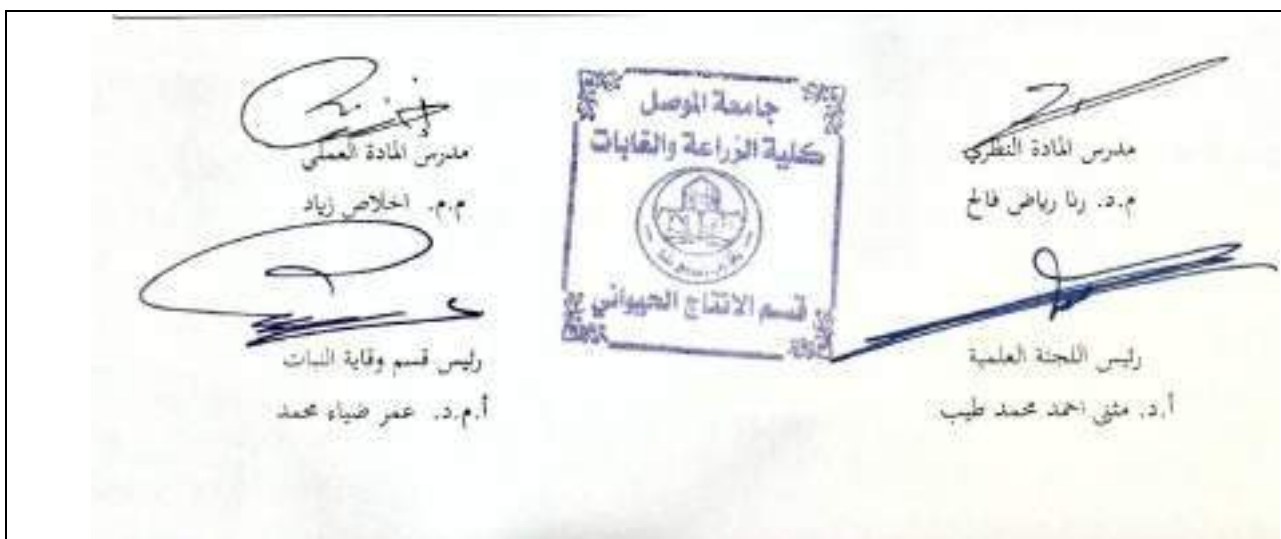 مدرس المادة النظري
م.د. رنا رياض فالح
رئيس اللجنة العلمية
أ.د. مثنى احمد محمد طيب
جامعة الموصل
كلية الزراعة والغابات
قسم الانتاج الحيواني
مدرس المادة العملي
م.م. اخلاص زياد
رئيس قسم وقاية النبات
أ.م.د. عمر ضياء محمد